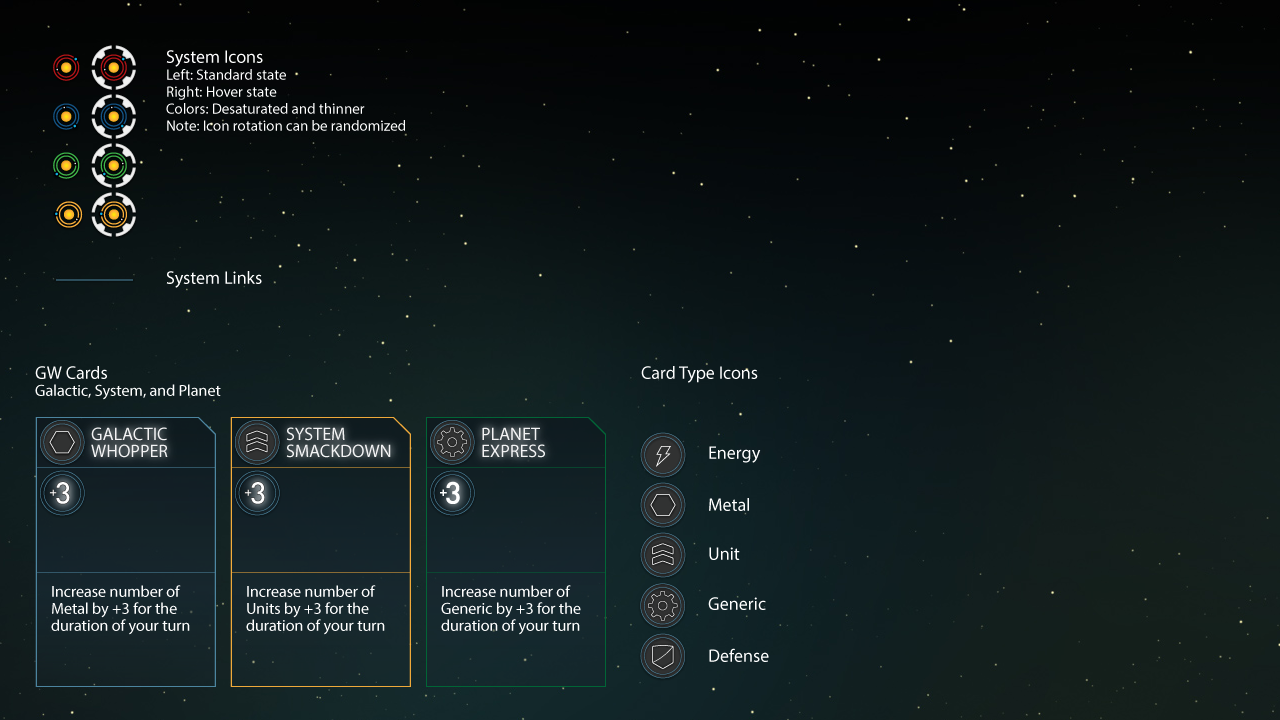 System Icons
Left: Standard state
Right: Hover state
Colors: Desaturated and thinner
Note: Icon rotation can be randomized
System Links
GW Cards
Galactic, System, and Planet
GALACTIC
WHOPPER
+3
Increase number of
Metal by +3 for the
duration of your turn
SYSTEM
SMACKDOWN
+3
Increase number of
Units by +3 for the
duration of your turn
PLANET
EXPRESS
+3
Increase number of
Generic by +3 for the
duration of your turn
Card Type Icons
Energy
Metal
Unit
Generic
Defense